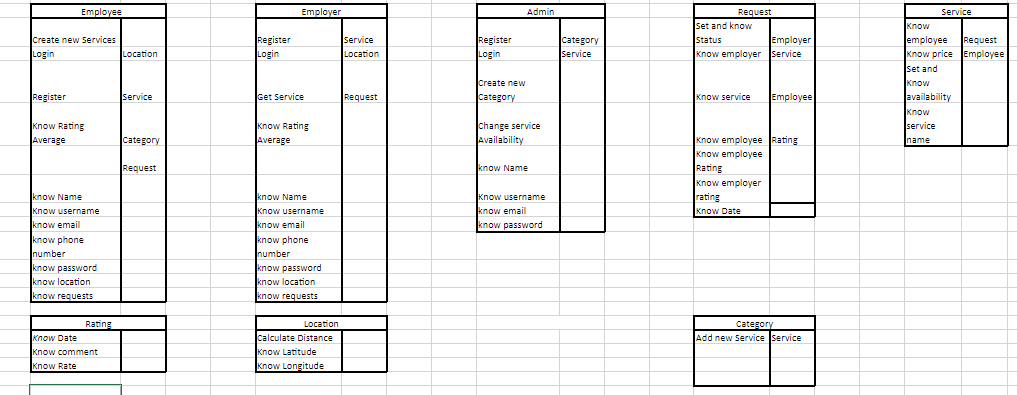 Employee
Create new Services
Login Location
Register Service
Know Rating
Average Category
Request
know Name
Know username
know email
know phone
number
know password
know location
know requests
Employer
Register Service
Login Location
Get Service Request
Know Rating
Average
know Name
Know username
know email
know phone
number
know password
know location
know requests
Admin
Register Category
Login Service
Create new
Category
Change service
Availability
know Name
Know username
know email
know password
Request
Set and know
Status Employer
Know employer Service
Know service Employee
Know employee Rating
Know employee
Rating
Know employer
rating
Know Date
Service
Know
employee Request
Know price Employee
Set and
Know
availability
Know
service
name
Rating
Know Date
Know comment
Know Rate
Location
Calculate Distance
Know Latitude
Know Longitude
Category
Add new Service Service